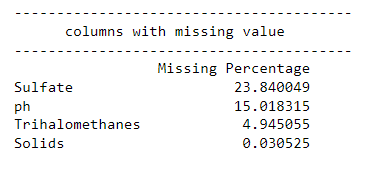 -----------------------------------------
columns with missing value
-----------------------------------------
Missing Percentage
Sulfate 23.840049
ph 15.018315
Trihalomethanes 4.945055
Solids 0.030525